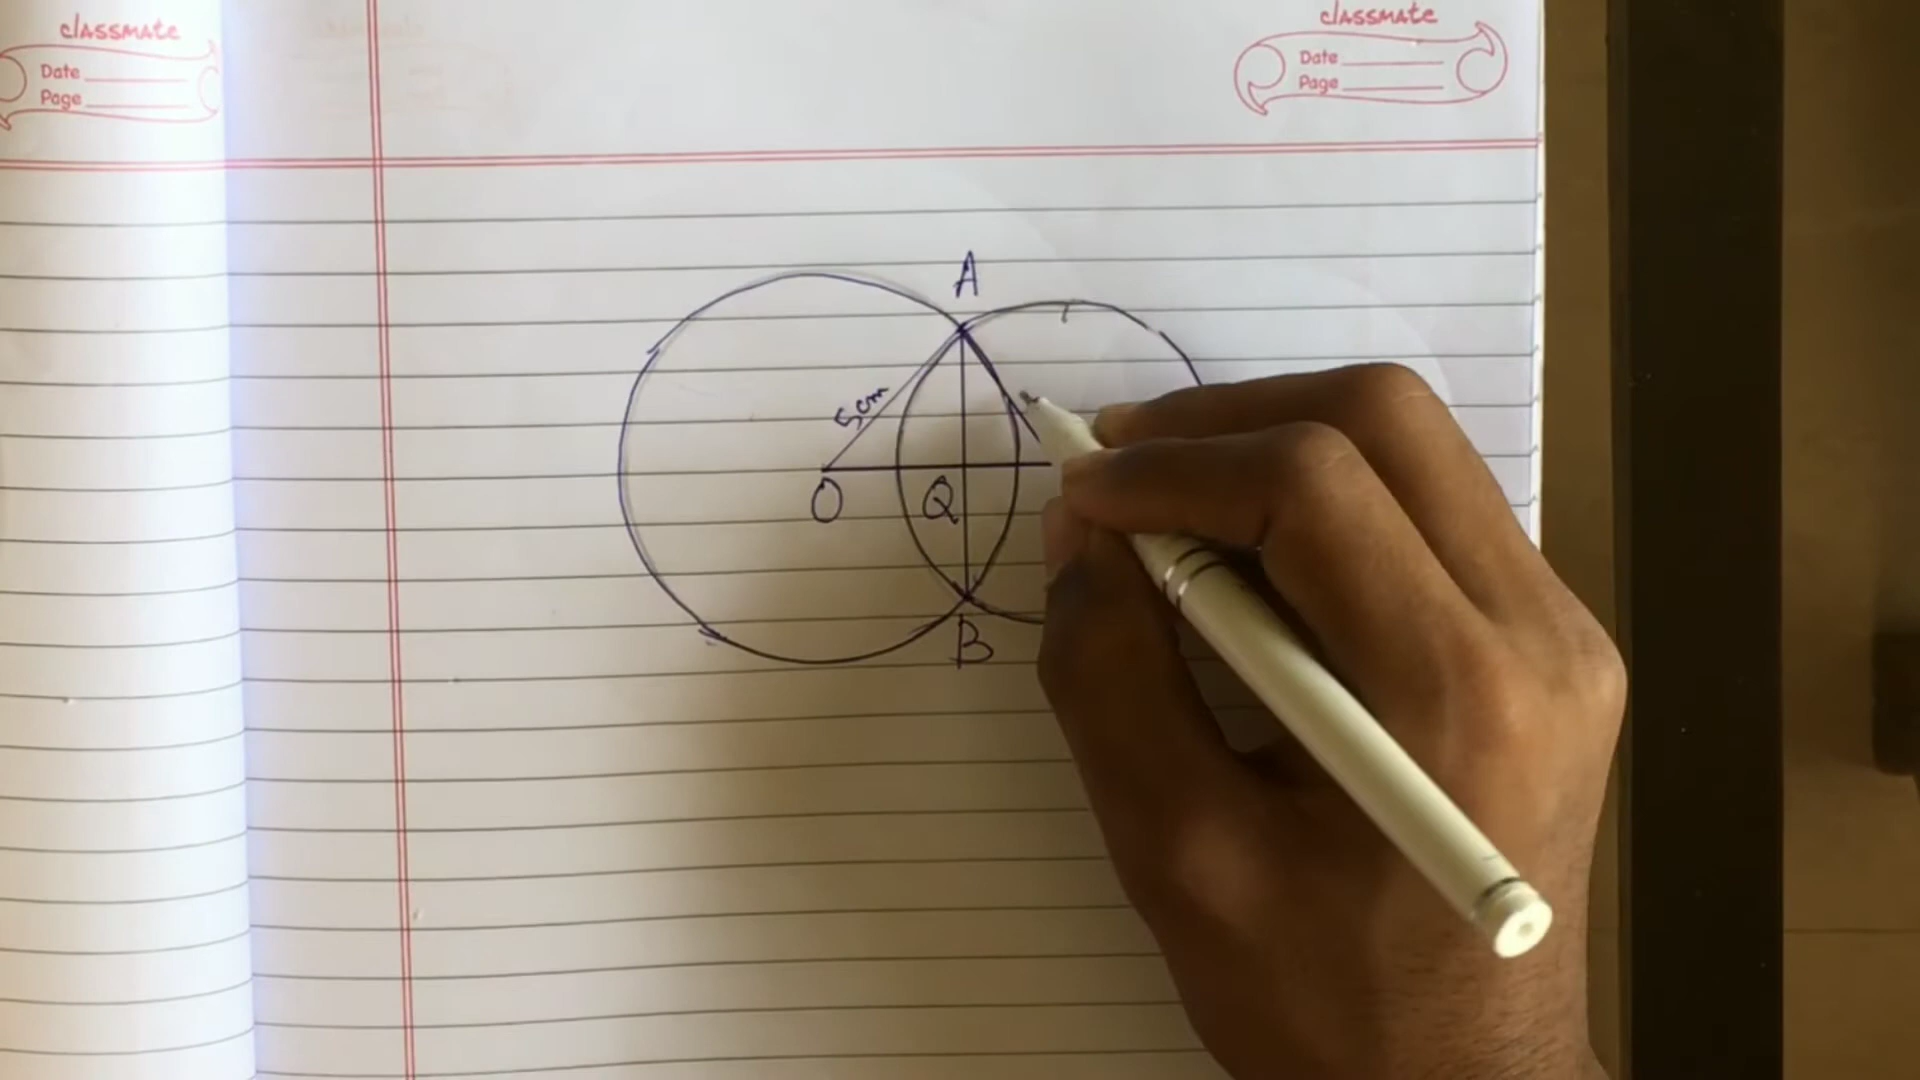 classmate
Date
Page
classmate
Date
Page
A
5cm
O
Q
B